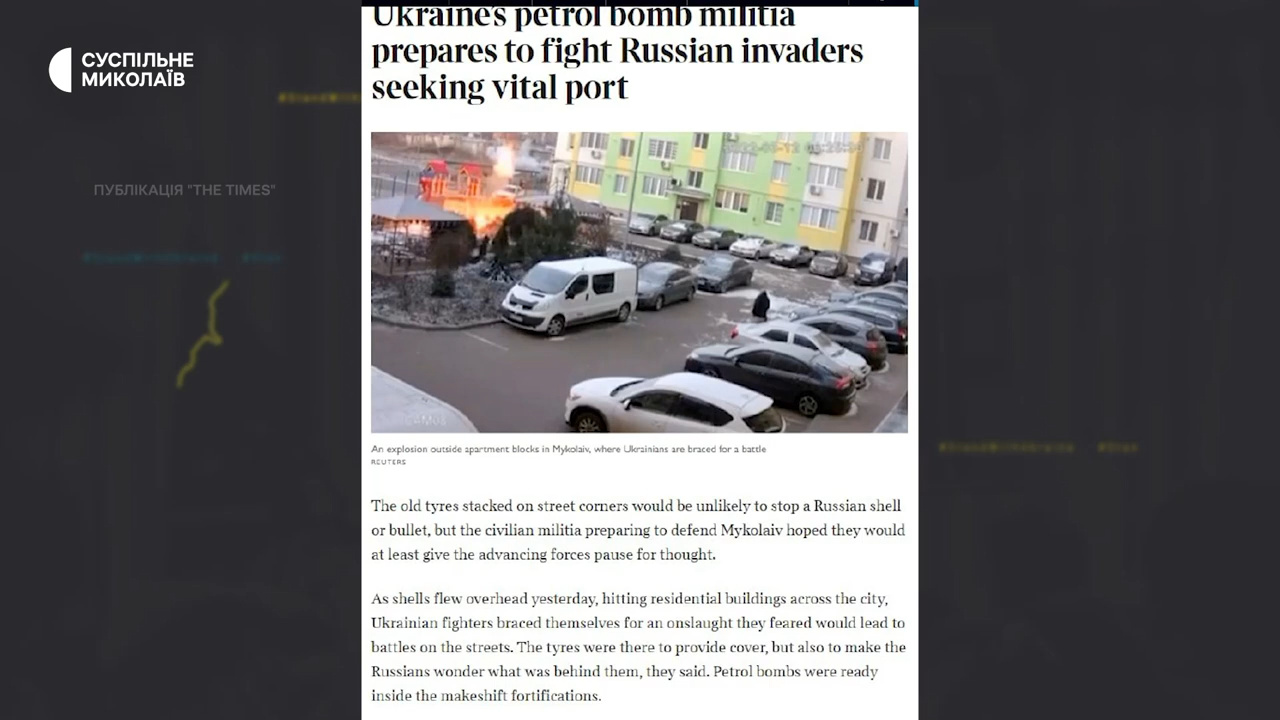 СУСПІЛЬНЕ
МИКОЛАЇВ
ПУБЛІКАЦІЯ "THE TIMES"
Ukraine's petrol bomb militia
prepares to fight Russian invaders
seeking vital port
An explosion outside apartment blocks in Mykolaiv, where Ukrainians are braced for a battle
REUTERS
The old tyres stacked on street corners would be unlikely to stop a Russian shell
or bullet, but the civilian militia preparing to defend Mykolaiv hoped they would
at least give the advancing forces pause for thought.
As shells flew overhead yesterday, hitting residential buildings across the city,
Ukrainian fighters braced themselves for an onslaught they feared would lead to
battles on the streets. The tyres were there to provide cover, but also to make the
Russians wonder what was behind them, they said. Petrol bombs were ready
inside the makeshift fortifications.